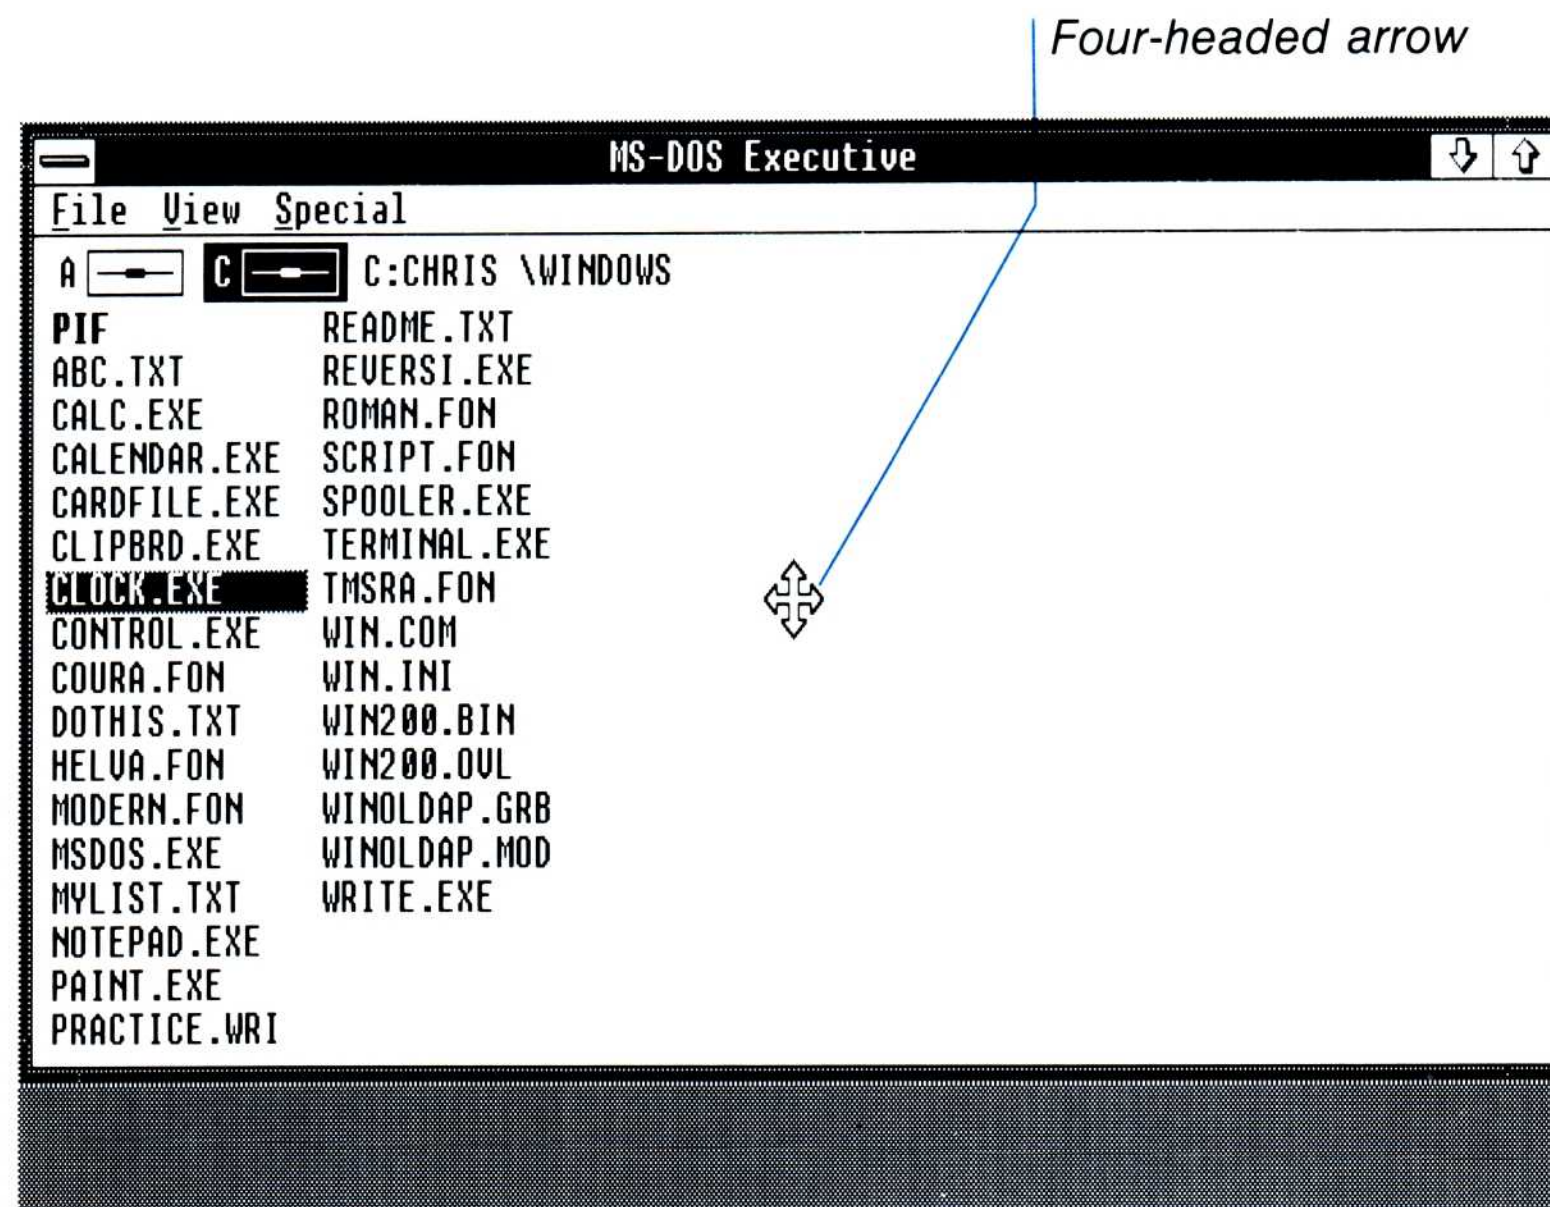 Four-headed arrow
MS-DOS Executive
File View Special
A C C:CHRIS \WINDOWS
PIF README.TXT
ABC.TXT REVERSI.EXE
CALC.EXE ROMAN.FON
CALENDAR.EXE SCRIPT.FON
CARDFILE.EXE SPOOLER.EXE
CLIPBRD.EXE TERMINAL.EXE
CLOCK.EXE TMSRA.FON
CONTROL.EXE WIN.COM
COURA.FON WIN.INI
DOTHIS.TXT WIN200.BIN
HELVA.FON WIN200.OVL
MODERN.FON WINOLDAP.GRB
MSDOS.EXE WINOLDAP.MOD
MYLIST.TXT WRITE.EXE
NOTEPAD.EXE
PAINT.EXE
PRACTICE.WRI